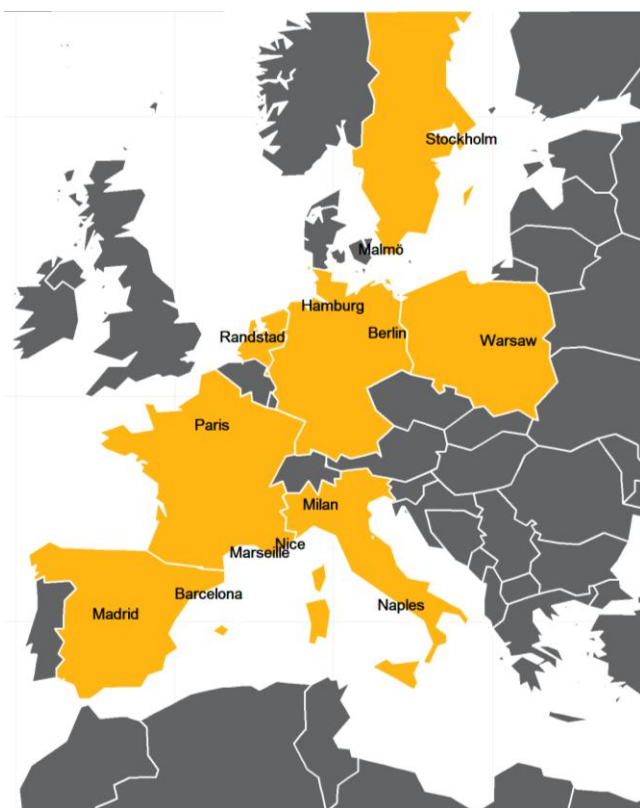 Stockholm
Malmö
Hamburg
Randstad
Berlin
Warsaw
Paris
Milan
Nice
Marseille
Barcelona
Madrid
Naples